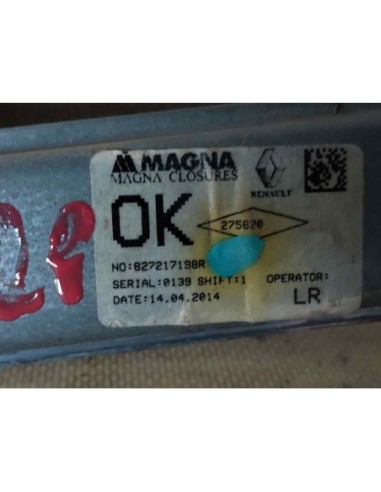 MAGNA
MAGNA CLOSURES
RENAULT
OK
275620
NO:827217198R
SERIAL:0139 SHIFT:1 OPERATOR:
DATE:14.04.2014 LR